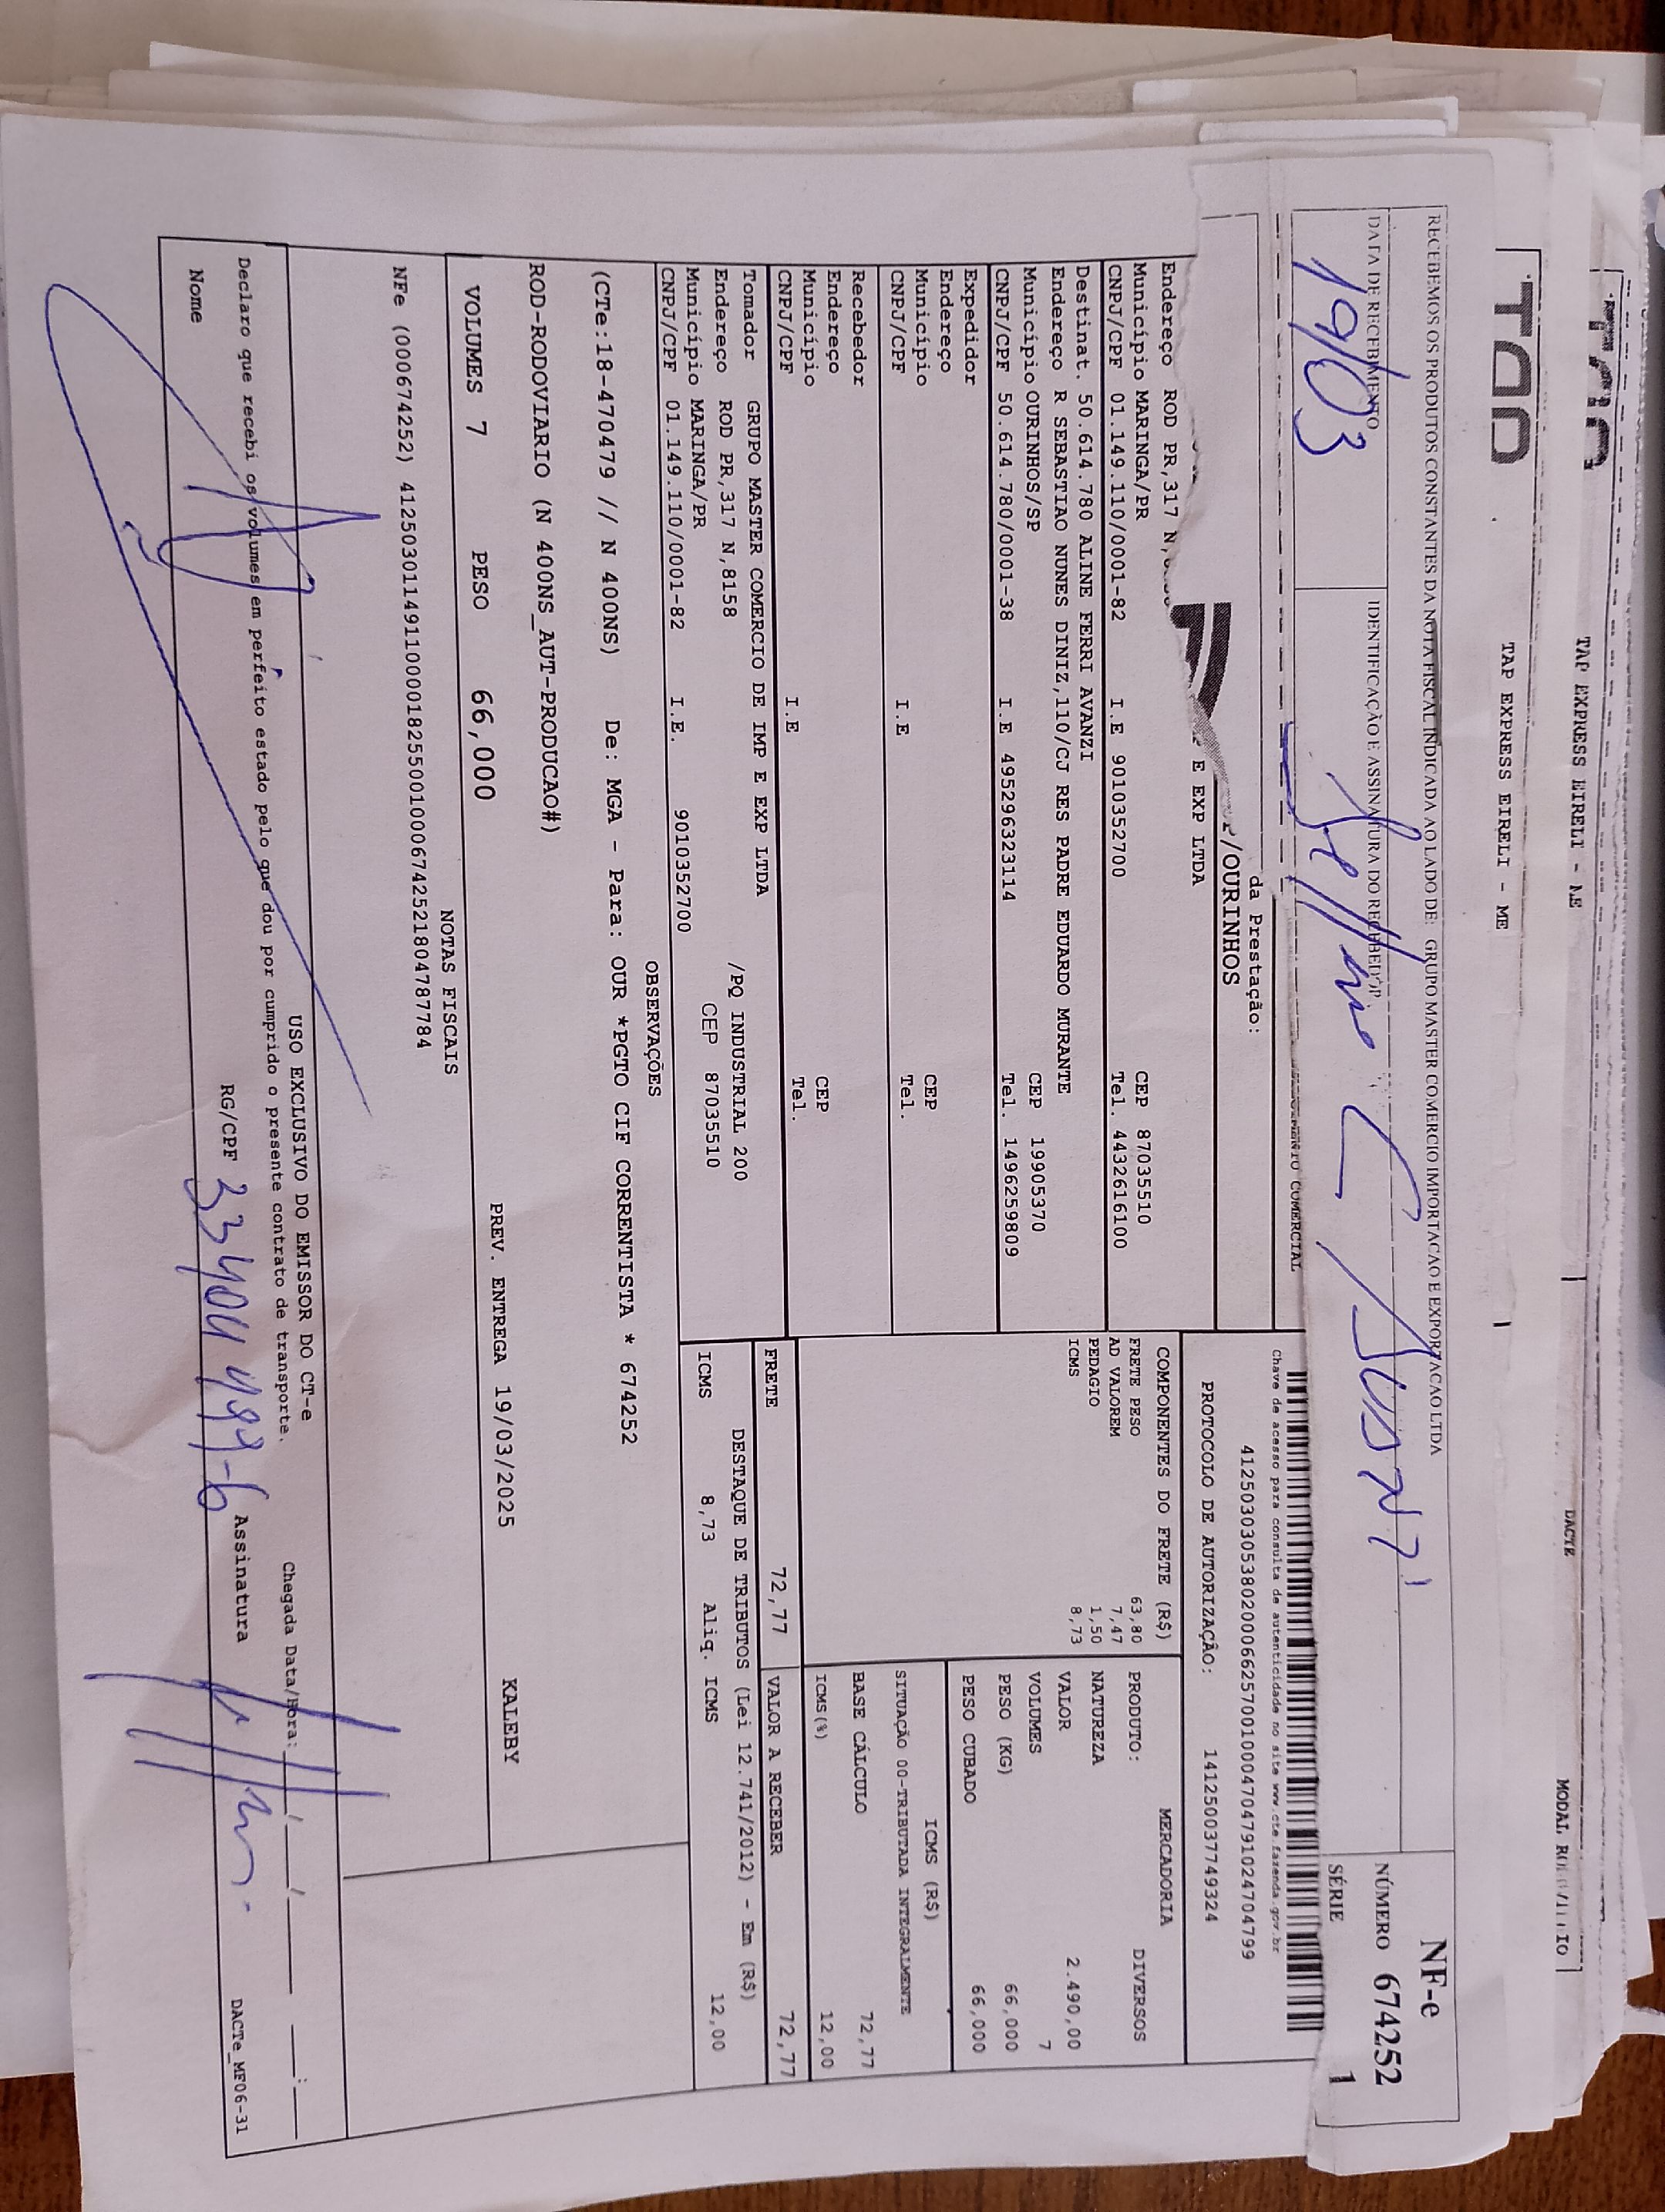 TAP EXPRESS EIRELI - ME
DACTE
TAP EXPRESS EIRELI - ME
RECEBEMOS OS PRODUTOS CONSTANTES DA NOTA FISCAL INDICADA AO LADO DE: GRUPO MASTER COMERCIO IMPORTACAO E EXPORTACAO LTDA
NF-e
NÚMERO 674252
SÉRIE 1
DATA DE RECEBIMENTO
IDENTIFICAÇÃO E ASSINATURA DO RECEBEDOR
19/03
Chave de acesso para consulta de autenticidade no site www.cte.fazenda.gov.br
41250303053802000662570010004704791024704799
PROTOCOLO DE AUTORIZAÇÃO: 141250037749324
da Prestação:
/OURINHOS
E EXP LTDA
Endereço ROD PR,317 N,
Município MARINGA/PR CEP 87035510
CNPJ/CPF 01.149.110/0001-82 I.E 9010352700 Tel. 4432616100
Destinat. 50.614.780 ALINE FERRI AVANZI
Endereço R SEBASTIAO NUNES DINIZ,110/CJ RES PADRE EDUARDO MURANTE
Município OURINHOS/SP CEP 19905370
CNPJ/CPF 50.614.780/0001-38 I.E 495296323114 Tel. 1496259809
Expedidor
Endereço
Município CEP
CNPJ/CPF I.E Tel.
Recebedor
Endereço
Município CEP
CNPJ/CPF I.E Tel.
Tomador GRUPO MASTER COMERCIO DE IMP E EXP LTDA
Endereço ROD PR,317 N,8158 /PQ INDUSTRIAL 200
Município MARINGA/PR CEP 87035510
CNPJ/CPF 01.149.110/0001-82 I.E. 9010352700
COMPONENTES DO FRETE (R$)
FRETE PESO 63,80
AD VALOREM 7,47
PEDAGIO 1,50
ICMS 8,73
MERCADORIA
PRODUTO: DIVERSOS
NATUREZA
VALOR 2.490,00
VOLUMES 7
PESO (KG) 66,000
PESO CUBADO 66,000
ICMS (R$)
SITUAÇÃO 00-TRIBUTADA INTEGRALMENTE
BASE CÁLCULO 72,77
ICMS(%) 12,00
FRETE 72,77 VALOR A RECEBER 72,77
DESTAQUE DE TRIBUTOS (Lei 12.741/2012) - Em (R$)
ICMS 8,73 Aliq. ICMS 12,00
OBSERVAÇÕES
(CTe:18-470479 // N 400NS) De: MGA - Para: OUR *PGTO CIF CORRENTISTA * 674252
ROD-RODOVIARIO (N 400NS_AUT-PRODUCAO#)
VOLUMES 7 PESO 66,000 PREV. ENTREGA 19/03/2025 KALEBY
NOTAS FISCAIS
NFe (000674252) 41250301149110000182550010006742521804787784
USO EXCLUSIVO DO EMISSOR DO CT-e
Declaro que recebi os volumes em perfeito estado pelo que dou por cumprido o presente contrato de transporte.
Chegada Data/Hora: ___/___/______ ___:___
Nome RG/CPF Assinatura
DACTe_MF06-31